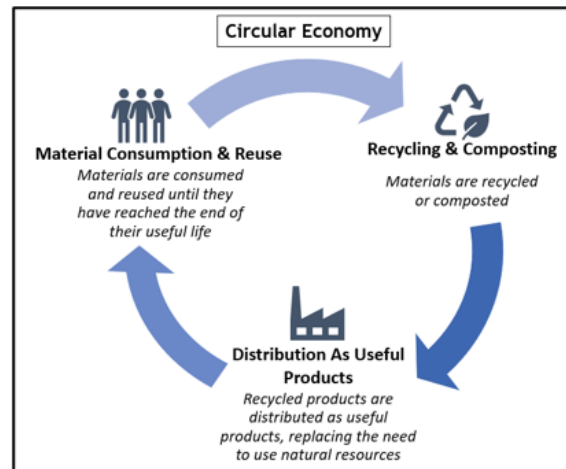 Circular Economy
Material Consumption & Reuse
Materials are consumed
and reused until they
have reached the end of
their useful life
Recycling & Composting
Materials are recycled
or composted
Distribution As Useful
Products
Recycled products are
distributed as useful
products, replacing the need
to use natural resources